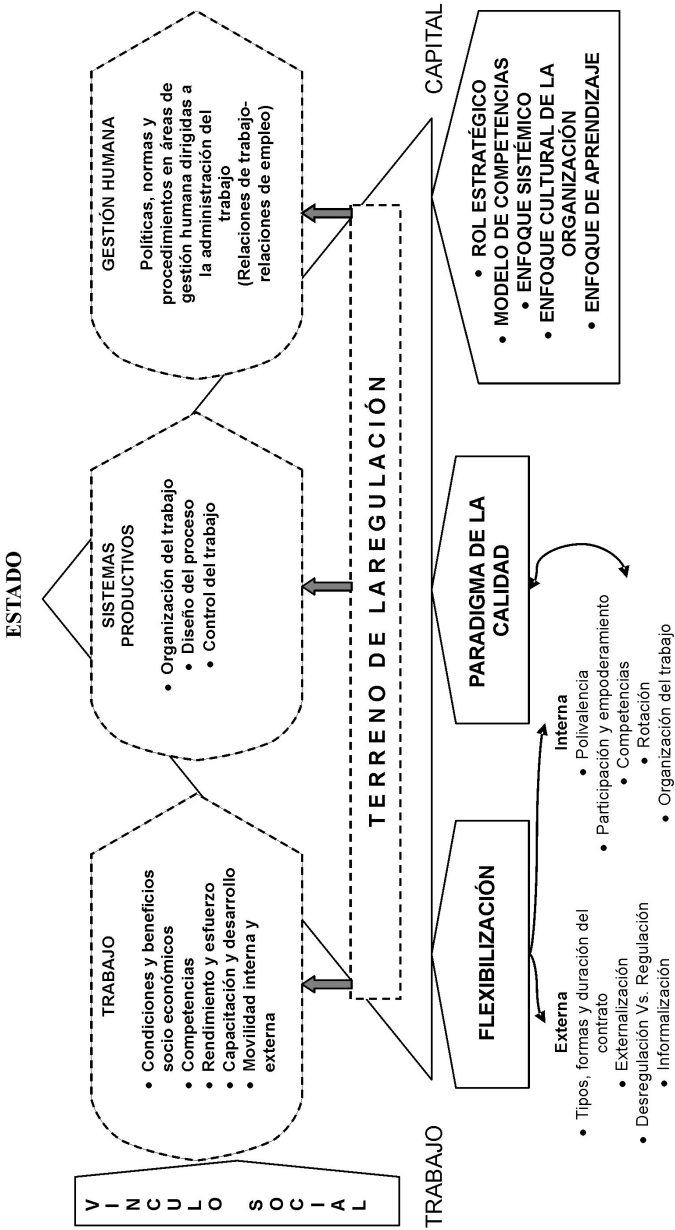 ESTADO
VINCULO SOCIAL
TRABAJO
• Condiciones y beneficios
socio económicos
• Competencias
• Rendimiento y esfuerzo
• Capacitación y desarrollo
• Movilidad interna y
externa
SISTEMAS
PRODUCTIVOS
• Organización del trabajo
• Diseño del proceso
• Control del trabajo
GESTIÓN HUMANA
Políticas, normas y
procedimientos en áreas de
gestión humana dirigidas a
la administración del
trabajo
(Relaciones de trabajo-
relaciones de empleo)
TERRENO DE LAREGULACIÓN
TRABAJO
CAPITAL
FLEXIBILIZACIÓN
PARADIGMA DE LA
CALIDAD
• ROL ESTRATÉGICO
• MODELO DE COMPETENCIAS
• ENFOQUE SISTÉMICO
• ENFOQUE CULTURAL DE LA
ORGANIZACIÓN
• ENFOQUE DE APRENDIZAJE
Externa
• Tipos, formas y duración del
contrato
• Externalización
• Desregulación Vs. Regulación
• Informalización
Interna
• Polivalencia
• Participación y empoderamiento
• Competencias
• Rotación
• Organización del trabajo